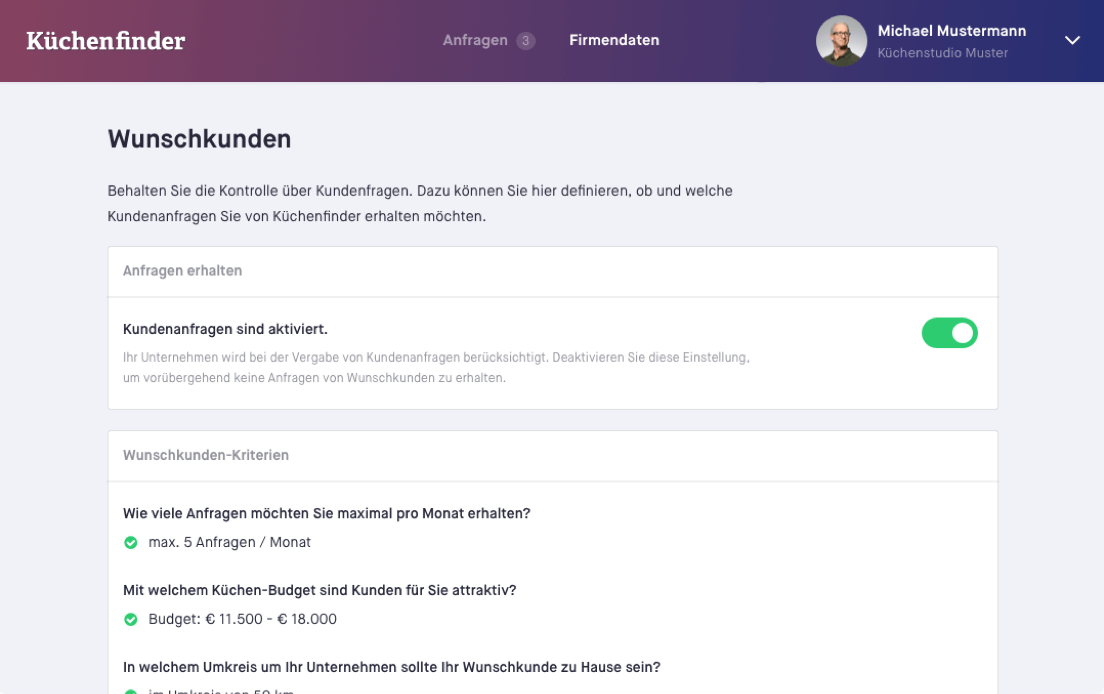 Küchenfinder
Anfragen 3
Firmendaten
Michael Mustermann
Küchenstudio Muster
Wunschkunden
Behalten Sie die Kontrolle über Kundenfragen. Dazu können Sie hier definieren, ob und welche
Kundenanfragen Sie von Küchenfinder erhalten möchten.
Anfragen erhalten
Kundenanfragen sind aktiviert.
Ihr Unternehmen wird bei der Vergabe von Kundenanfragen berücksichtigt. Deaktivieren Sie diese Einstellung,
um vorübergehend keine Anfragen von Wunschkunden zu erhalten.
Wunschkunden-Kriterien
Wie viele Anfragen möchten Sie maximal pro Monat erhalten?
max. 5 Anfragen / Monat
Mit welchem Küchen-Budget sind Kunden für Sie attraktiv?
Budget: € 11.500 - € 18.000
In welchem Umkreis um Ihr Unternehmen sollte Ihr Wunschkunde zu Hause sein?
im Umkreis von 50 km